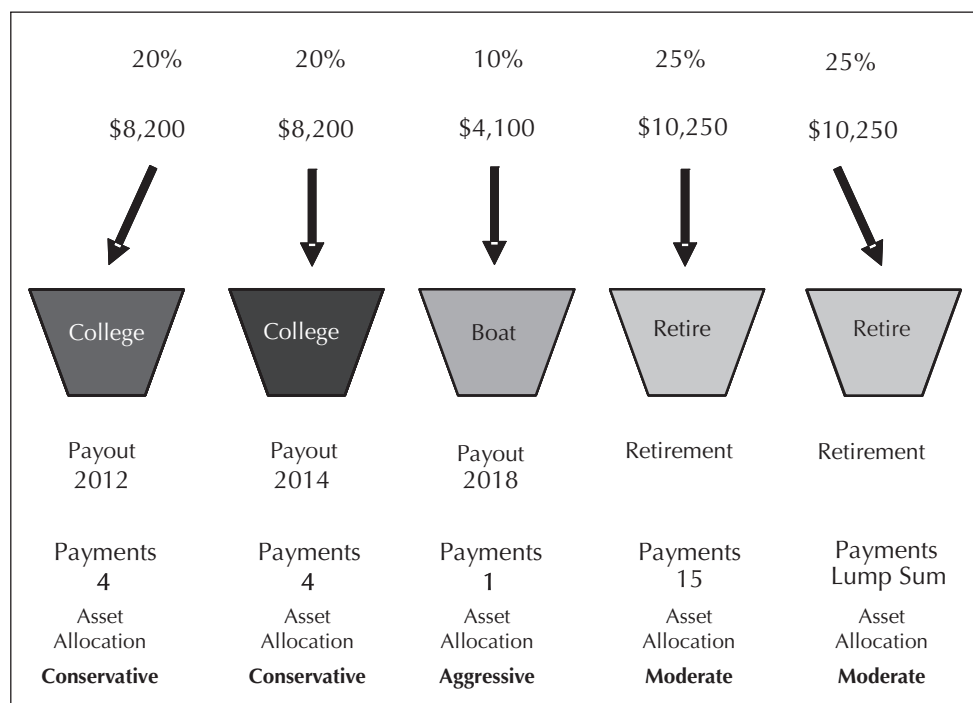 20% 20% 10% 25% 25%
$8,200 $8,200 $4,100 $10,250 $10,250
College College Boat Retire Retire
Payout Payout Payout Retirement Retirement
2012 2014 2018
Payments Payments Payments Payments Payments
4 4 1 15 Lump Sum
Asset Asset Asset Asset Asset
Allocation Allocation Allocation Allocation Allocation
Conservative Conservative Aggressive Moderate Moderate